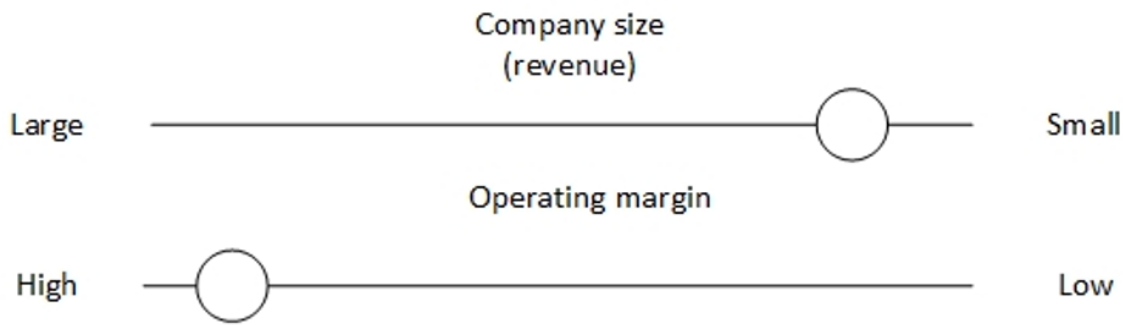 Company size
(revenue)
Large
Small
Operating margin
High
Low